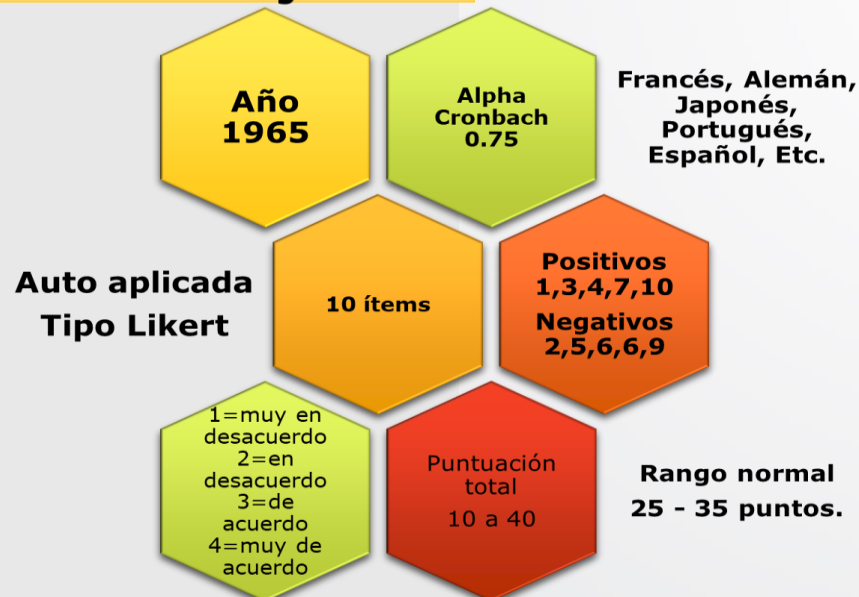 Año
1965
Alpha
Cronbach
0.75
Francés, Alemán,
Japonés,
Portugués,
Español, Etc.
Auto aplicada
Tipo Likert
10 ítems
Positivos
1,3,4,7,10
Negativos
2,5,6,6,9
1=muy en
desacuerdo
2=en
desacuerdo
3=de
acuerdo
4=muy de
acuerdo
Puntuación
total
10 a 40
Rango normal
25 - 35 puntos.